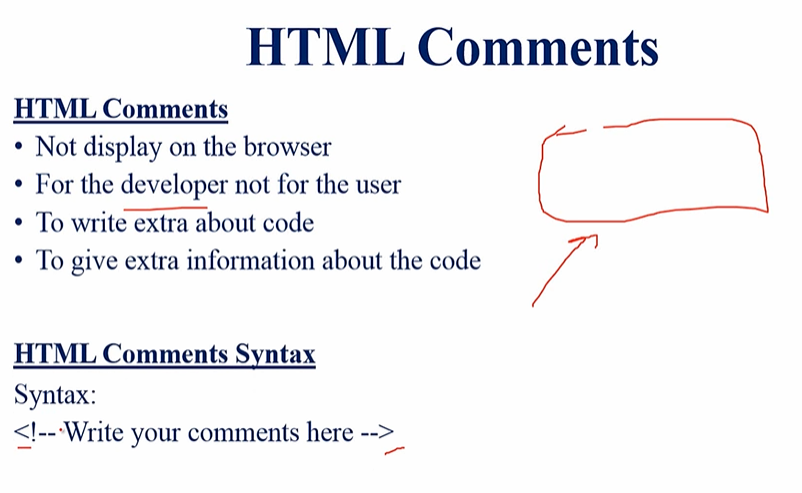 HTML Comments
HTML Comments
• Not display on the browser
• For the developer not for the user
• To write extra about code
• To give extra information about the code
HTML Comments Syntax
Syntax:
<!-- Write your comments here -->